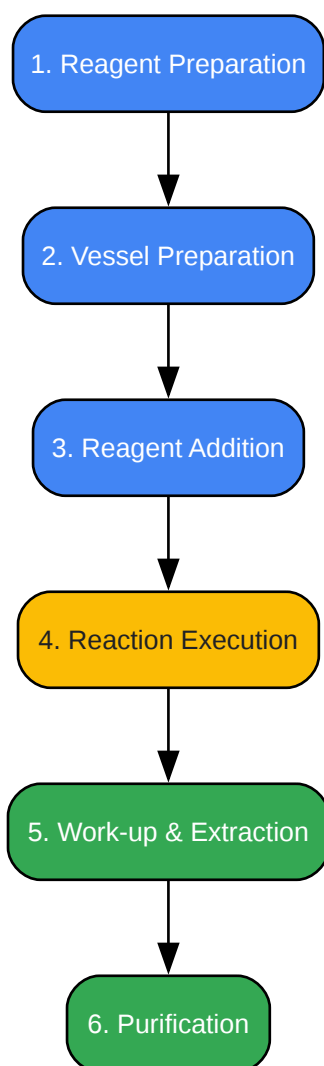 1. Reagent Preparation
2. Vessel Preparation
3. Reagent Addition
4. Reaction Execution
5. Work-up & Extraction
6. Purification